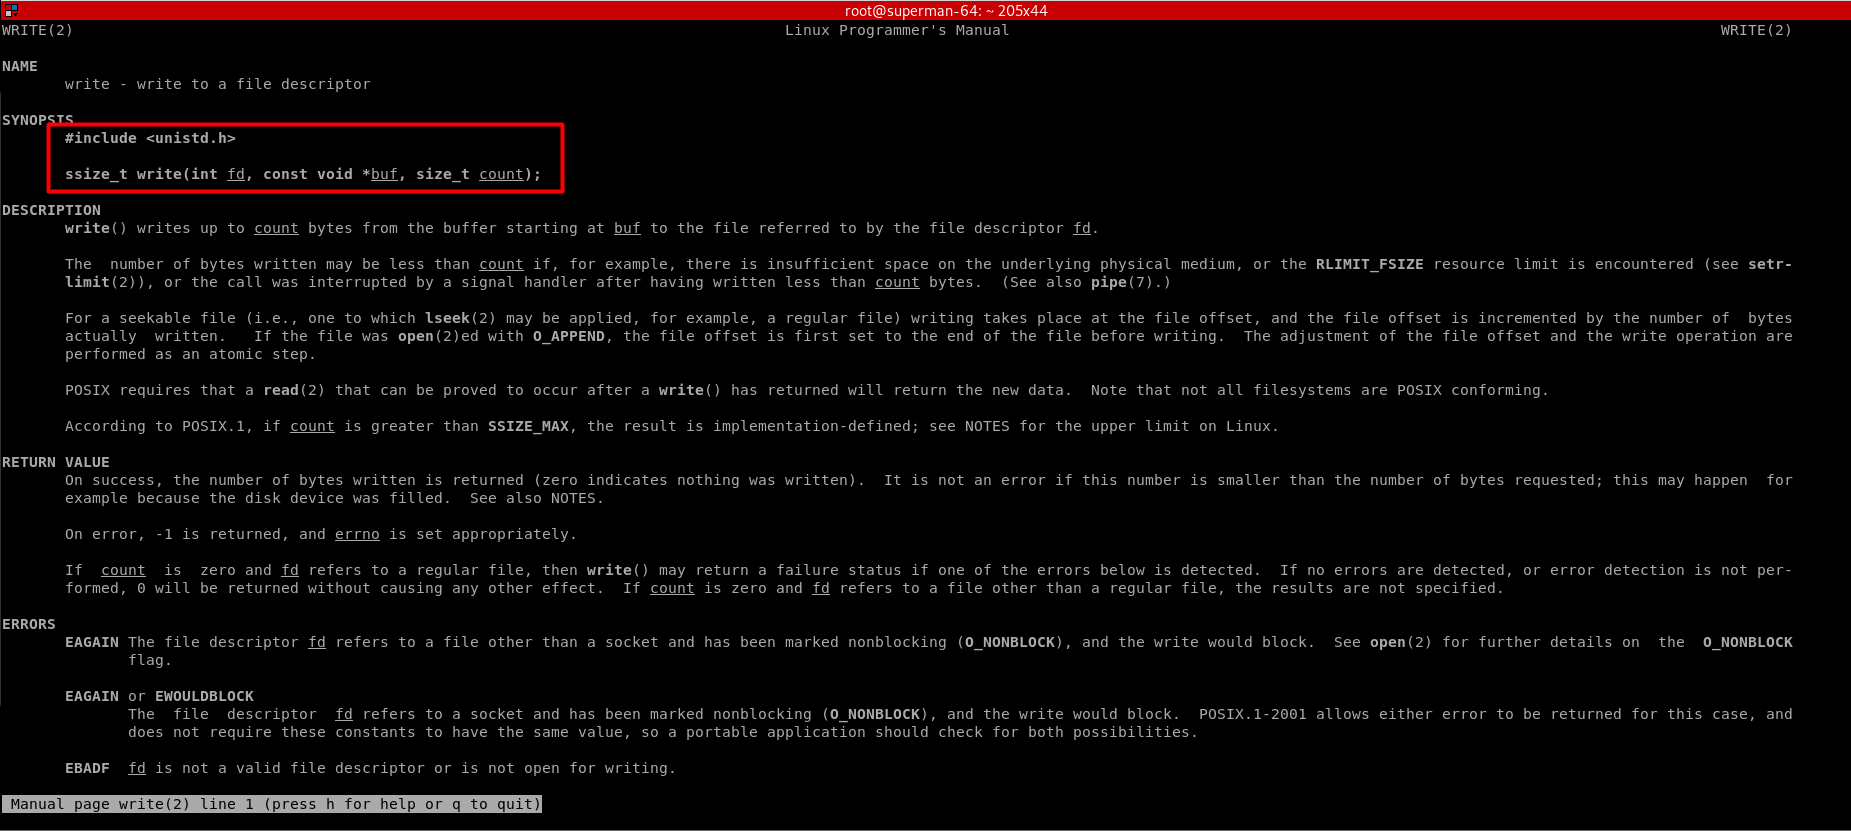 root@superman-64: ~ 205x44
WRITE(2) Linux Programmer's Manual WRITE(2)
NAME
write - write to a file descriptor
SYNOPSIS
#include <unistd.h>
ssize_t write(int fd, const void *buf, size_t count);
DESCRIPTION
write() writes up to count bytes from the buffer starting at buf to the file referred to by the file descriptor fd.
The  number of bytes written may be less than count if, for example, there is insufficient space on the underlying physical medium, or the RLIMIT_FSIZE resource limit is encountered (see setr-
limit(2)), or the call was interrupted by a signal handler after having written less than count bytes.  (See also pipe(7).)
For a seekable file (i.e., one to which lseek(2) may be applied, for example, a regular file) writing takes place at the file offset, and the file offset is incremented by the number of  bytes
actually  written.   If the file was open(2)ed with O_APPEND, the file offset is first set to the end of the file before writing.  The adjustment of the file offset and the write operation are
performed as an atomic step.
POSIX requires that a read(2) that can be proved to occur after a write() has returned will return the new data.  Note that not all filesystems are POSIX conforming.
According to POSIX.1, if count is greater than SSIZE_MAX, the result is implementation-defined; see NOTES for the upper limit on Linux.
RETURN VALUE
On success, the number of bytes written is returned (zero indicates nothing was written).  It is not an error if this number is smaller than the number of bytes requested; this may happen  for
example because the disk device was filled.  See also NOTES.
On error, -1 is returned, and errno is set appropriately.
If  count  is  zero and fd refers to a regular file, then write() may return a failure status if one of the errors below is detected.  If no errors are detected, or error detection is not per-
formed, 0 will be returned without causing any other effect.  If count is zero and fd refers to a file other than a regular file, the results are not specified.
ERRORS
EAGAIN The file descriptor fd refers to a file other than a socket and has been marked nonblocking (O_NONBLOCK), and the write would block.  See open(2) for further details on  the  O_NONBLOCK
flag.
EAGAIN or EWOULDBLOCK
The  file  descriptor  fd refers to a socket and has been marked nonblocking (O_NONBLOCK), and the write would block.  POSIX.1-2001 allows either error to be returned for this case, and
does not require these constants to have the same value, so a portable application should check for both possibilities.
EBADF  fd is not a valid file descriptor or is not open for writing.
Manual page write(2) line 1 (press h for help or q to quit)